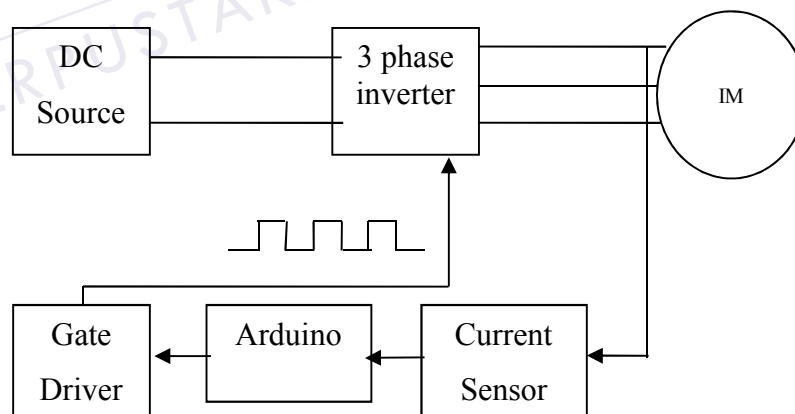 DC
Source
3 phase
inverter
IM
Gate
Driver
Arduino
Current
Sensor